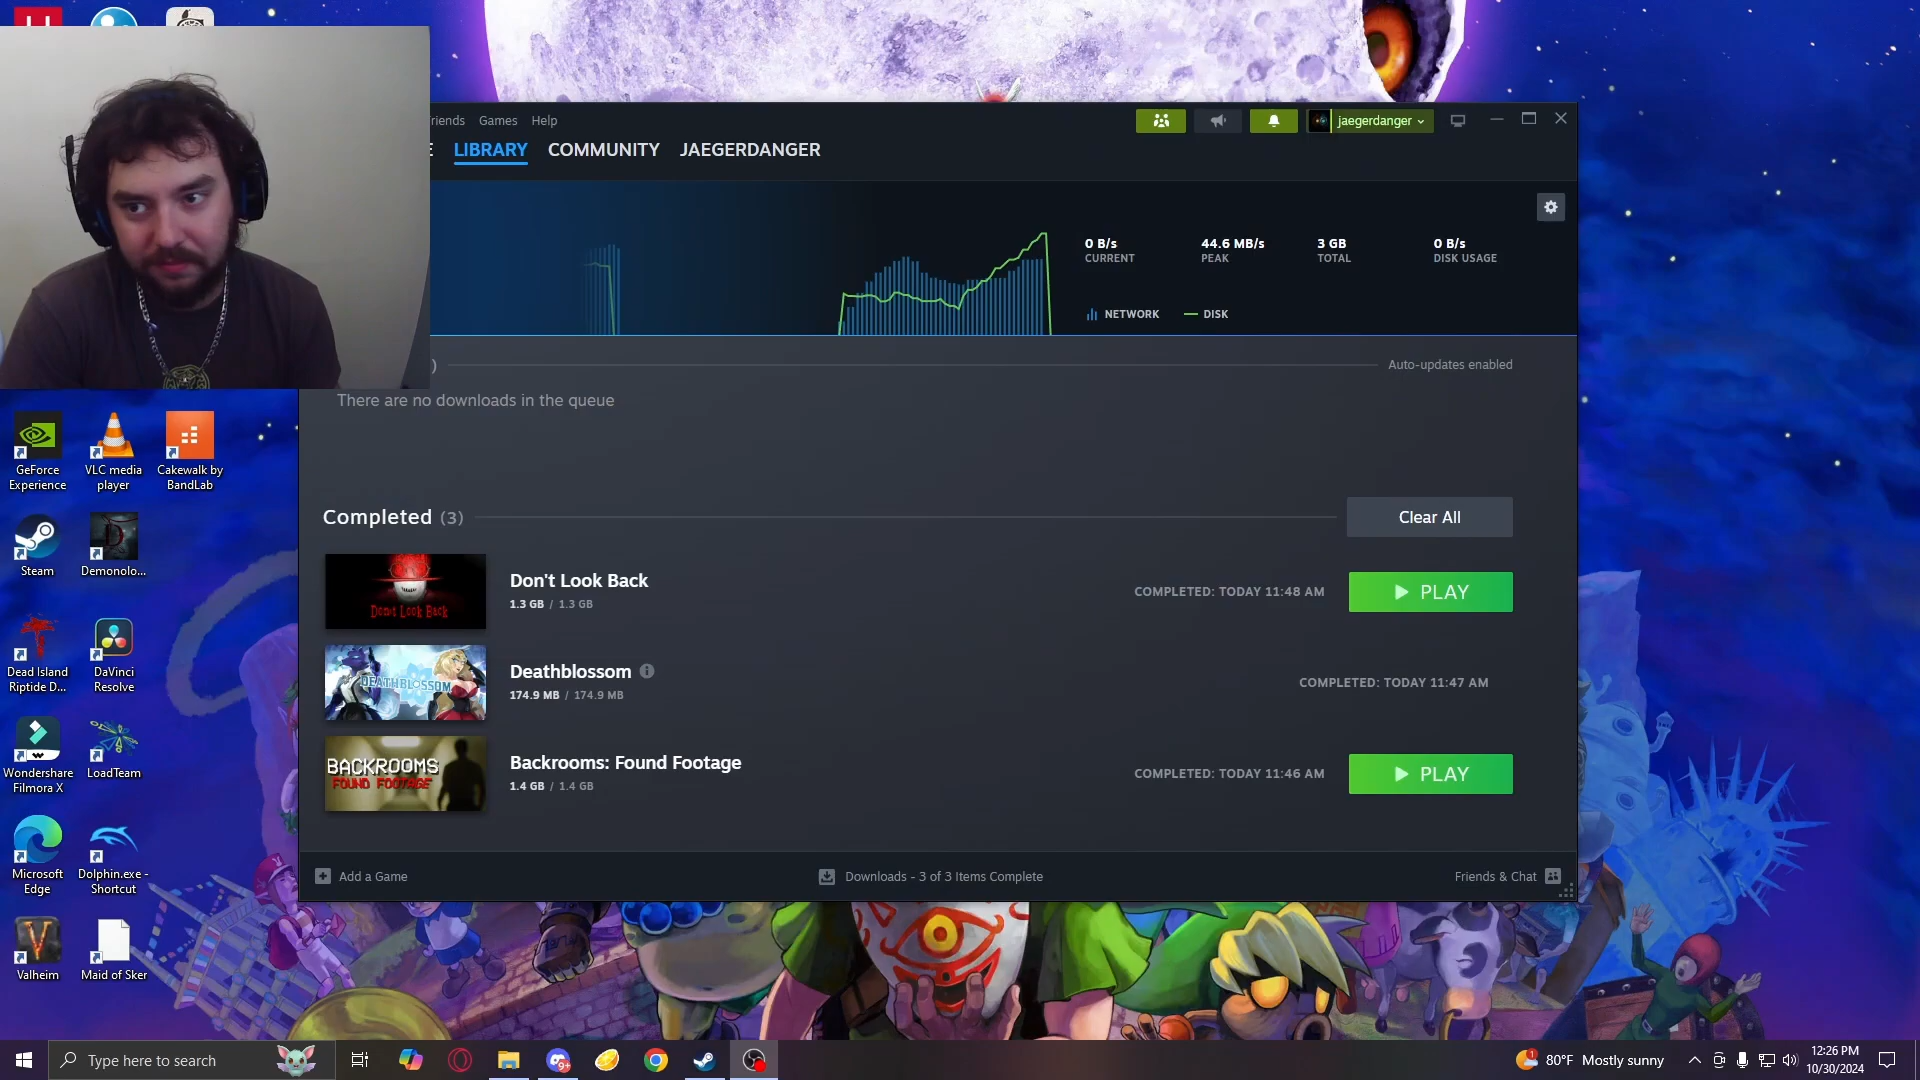 riends Games Help
jaegerdanger
LIBRARY COMMUNITY JAEGERDANGER
0 B/s 44.6 MB/s 3 GB 0 B/s
CURRENT PEAK TOTAL DISK USAGE
NETWORK DISK
) Auto-updates enabled
There are no downloads in the queue
Completed (3) Clear All
Don't Look Back
Don't Look Back
1.3 GB / 1.3 GB
COMPLETED: TODAY 11:48 AM
PLAY
DEATHBLOSSOM
Deathblossom
174.9 MB / 174.9 MB
COMPLETED: TODAY 11:47 AM
BACKROOMS
FOUND FOOTAGE
Backrooms: Found Footage
1.4 GB / 1.4 GB
COMPLETED: TODAY 11:46 AM
PLAY
Add a Game Downloads - 3 of 3 Items Complete Friends & Chat
GeForce Experience
VLC media player
Cakewalk by BandLab
Steam
Demonolo...
Dead Island Riptide D...
DaVinci Resolve
Wondershare Filmora X
LoadTeam
Microsoft Edge
Dolphin.exe - Shortcut
Valheim
Maid of Sker
Type here to search
9+
1
80°F Mostly sunny
12:26 PM
10/30/2024